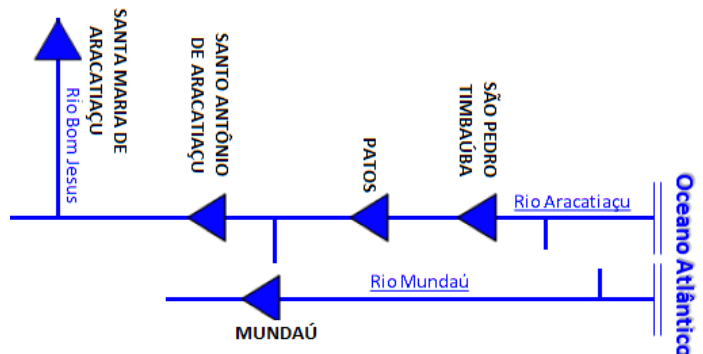 SANTA MARIA DE
ARACATIAÇU
Rio Bom Jesus
SANTO ANTÔNIO
DE ARACATIAÇU
PATOS
SÃO PEDRO
TIMBAÚBA
Rio Aracatiaçu
Oceano Atlântico
Rio Mundaú
MUNDAÚ